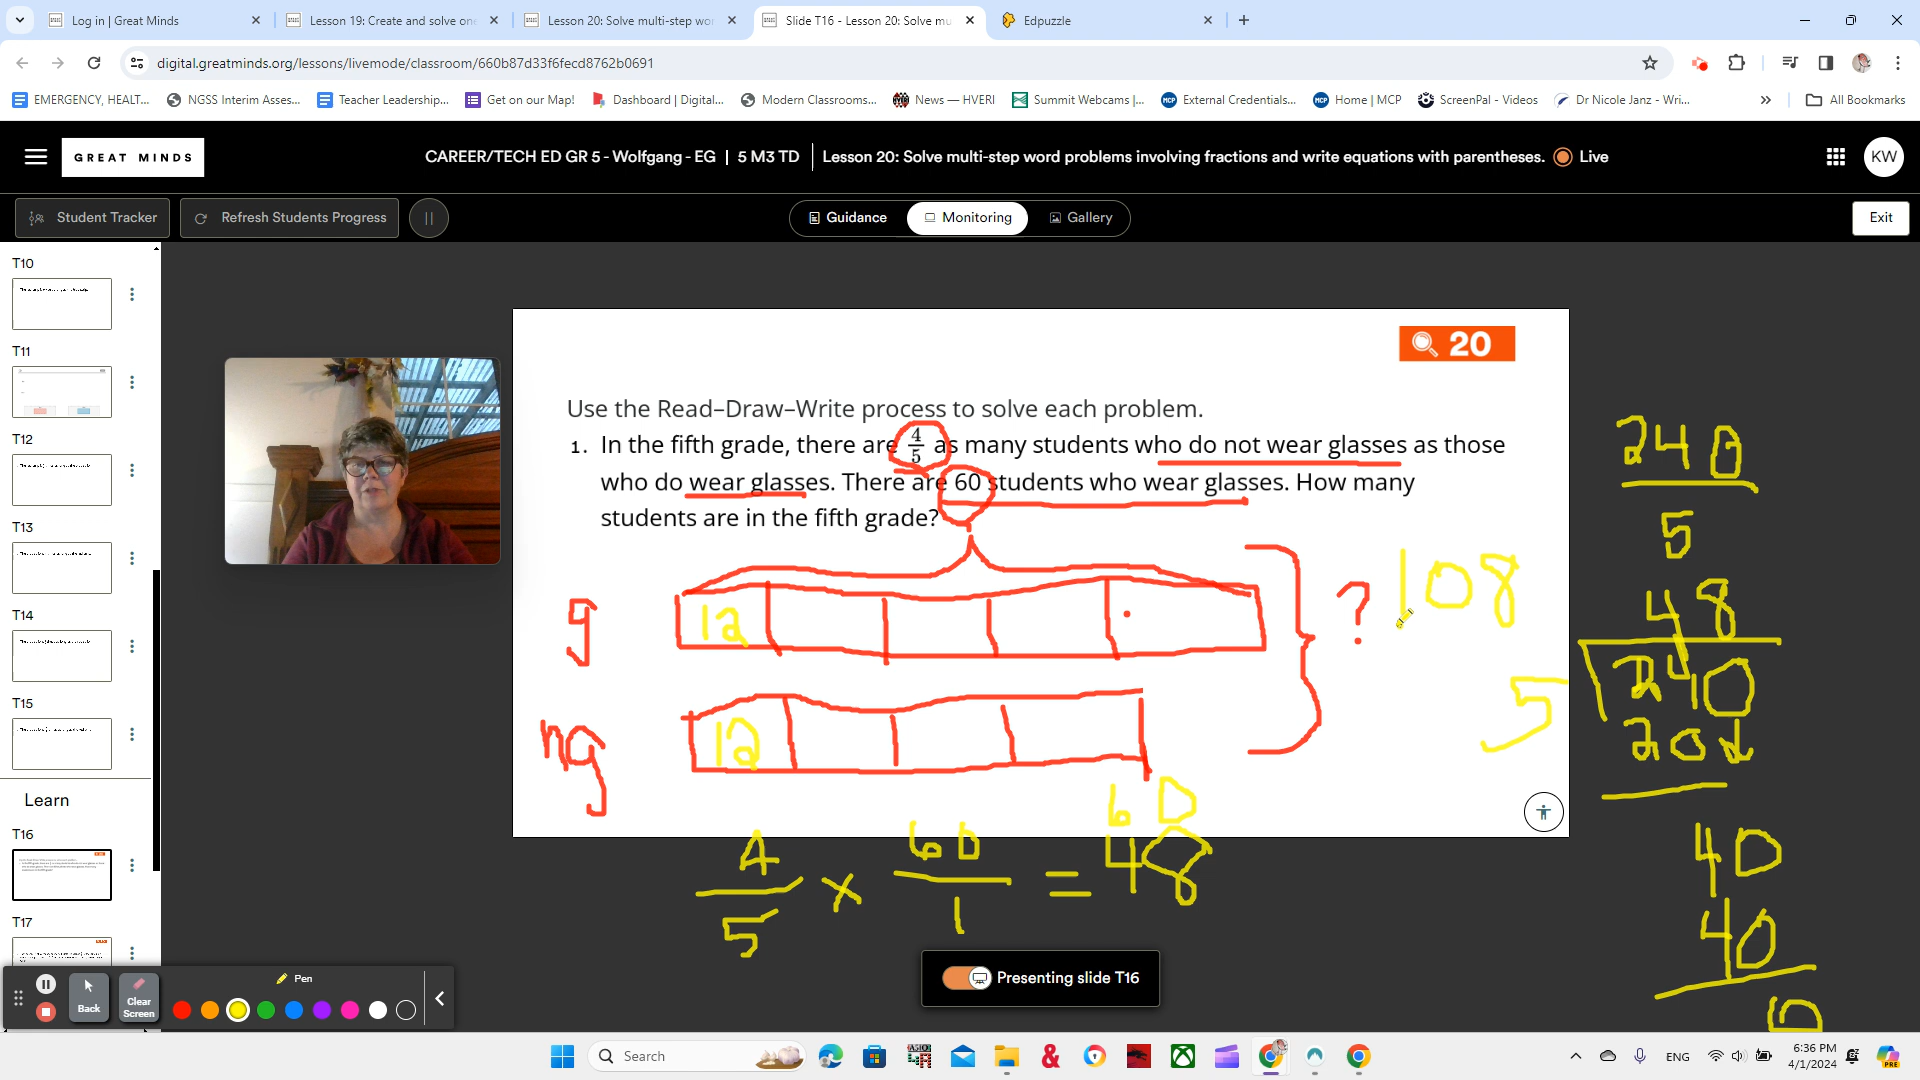 Log in | Great Minds
Lesson 19: Create and solve one
Lesson 20: Solve multi-step wor
Slide T16 - Lesson 20: Solve mu
Edpuzzle
digital.greatminds.org/lessons/livemode/classroom/660b87d33f6fecd8762b0691
EMERGENCY, HEALT...
NGSS Interim Asses...
Teacher Leadership...
Get on our Map!
Dashboard | Digital...
Modern Classrooms...
News — HVERI
Summit Webcams |...
External Credentials...
Home | MCP
ScreenPal - Videos
Dr Nicole Janz - Wri...
»
All Bookmarks
GREAT MINDS
CAREER/TECH ED GR 5 - Wolfgang - EG | 5 M3 TD
Lesson 20: Solve multi-step word problems involving fractions and write equations with parentheses.
Live
KW
Student Tracker
Refresh Students Progress
Guidance
Monitoring
Gallery
Exit
T10
T11
T12
T13
T14
T15
Learn
T16
T17
20
Use the Read–Draw–Write process to solve each problem.
1. In the fifth grade, there are 4/5 as many students who do not wear glasses as those
who do wear glasses. There are 60 students who wear glasses. How many
students are in the fifth grade?
g
12
? 108
ng
12
60
4/5 × 60/1 = 48
240
5
48
5 240
20↓
40
40
0
Presenting slide T16
Pen
Back
Clear
Screen
Search
ENG
6:36 PM
4/1/2024